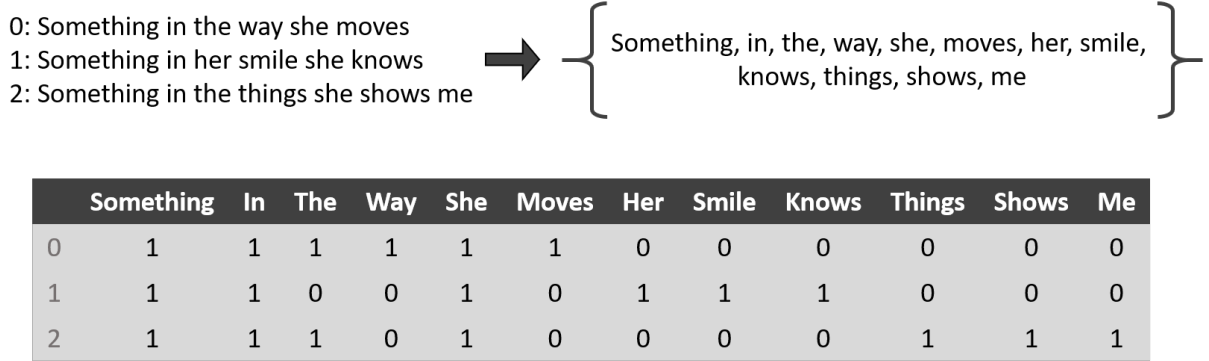 0: Something in the way she moves
1: Something in her smile she knows
2: Something in the things she shows me
Something, in, the, way, she, moves, her, smile,
knows, things, shows, me
Something In The Way She Moves Her Smile Knows Things Shows Me
0 1 1 1 1 1 1 0 0 0 0 0 0
1 1 1 0 0 1 0 1 1 1 0 0 0
2 1 1 1 0 1 0 0 0 0 1 1 1